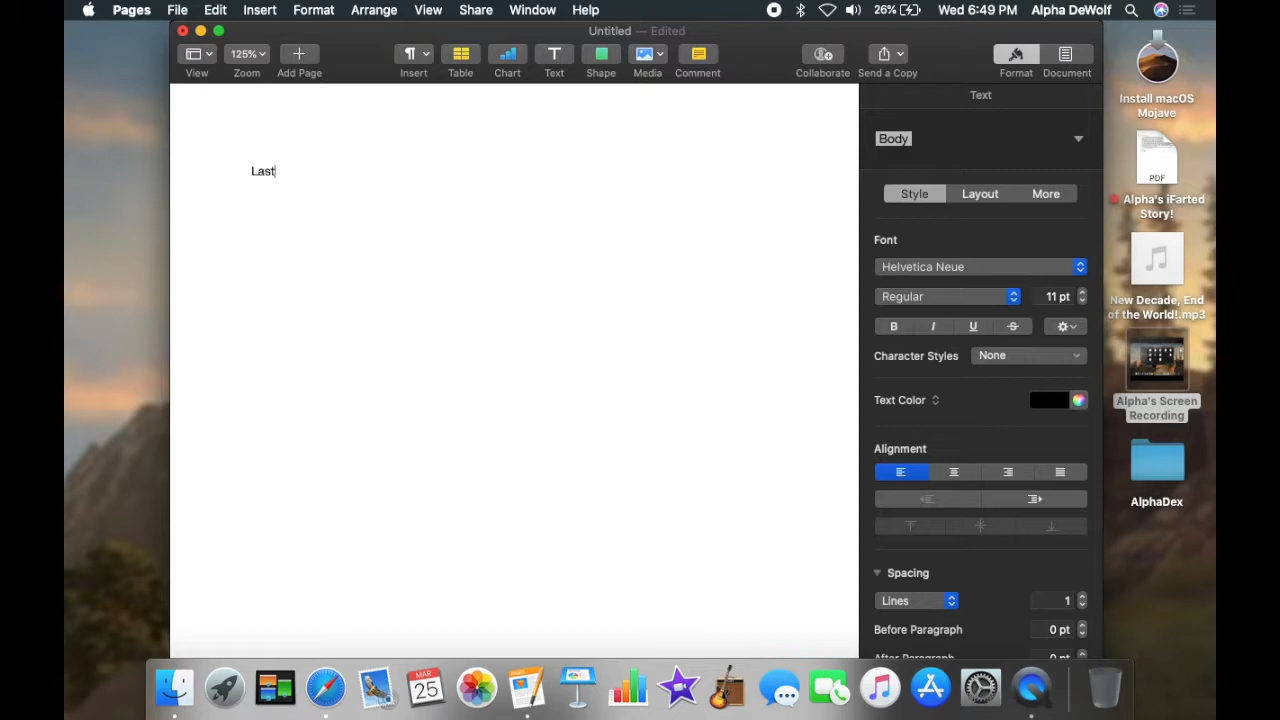 Pages File Edit Insert Format Arrange View Share Window Help 26% Wed 6:49 PM Alpha DeWolf
Untitled — Edited
125%
View Zoom Add Page Insert Table Chart Text Shape Media Comment Collaborate Send a Copy Format Document
Text
Body
Style Layout More
Font
Helvetica Neue
Regular 11 pt
B I U S
Character Styles None
Text Color
Alignment
Spacing
Lines 1
Before Paragraph 0 pt
After Paragraph 0 pt
Last
Install macOS
Mojave
PDF
Alpha's iFarted
Story!
New Decade, End
of the World!.mp3
Alpha's Screen
Recording
AlphaDex
MAR
25